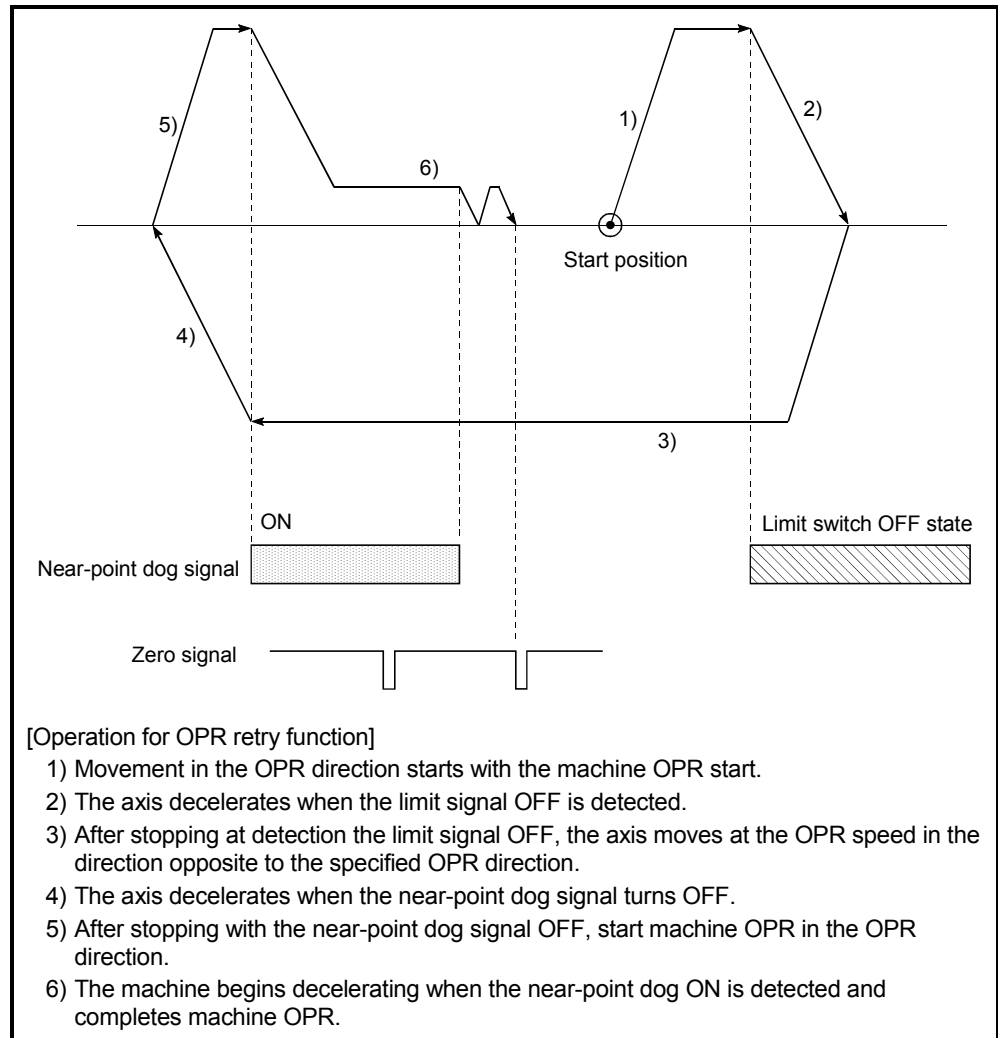 5)
6)
1)
2)
Start position
4)
3)
ON
Limit switch OFF state
Near-point dog signal
Zero signal
[Operation for OPR retry function]
1) Movement in the OPR direction starts with the machine OPR start.
2) The axis decelerates when the limit signal OFF is detected.
3) After stopping at detection the limit signal OFF, the axis moves at the OPR speed in the
direction opposite to the specified OPR direction.
4) The axis decelerates when the near-point dog signal turns OFF.
5) After stopping with the near-point dog signal OFF, start machine OPR in the OPR
direction.
6) The machine begins decelerating when the near-point dog ON is detected and
completes machine OPR.